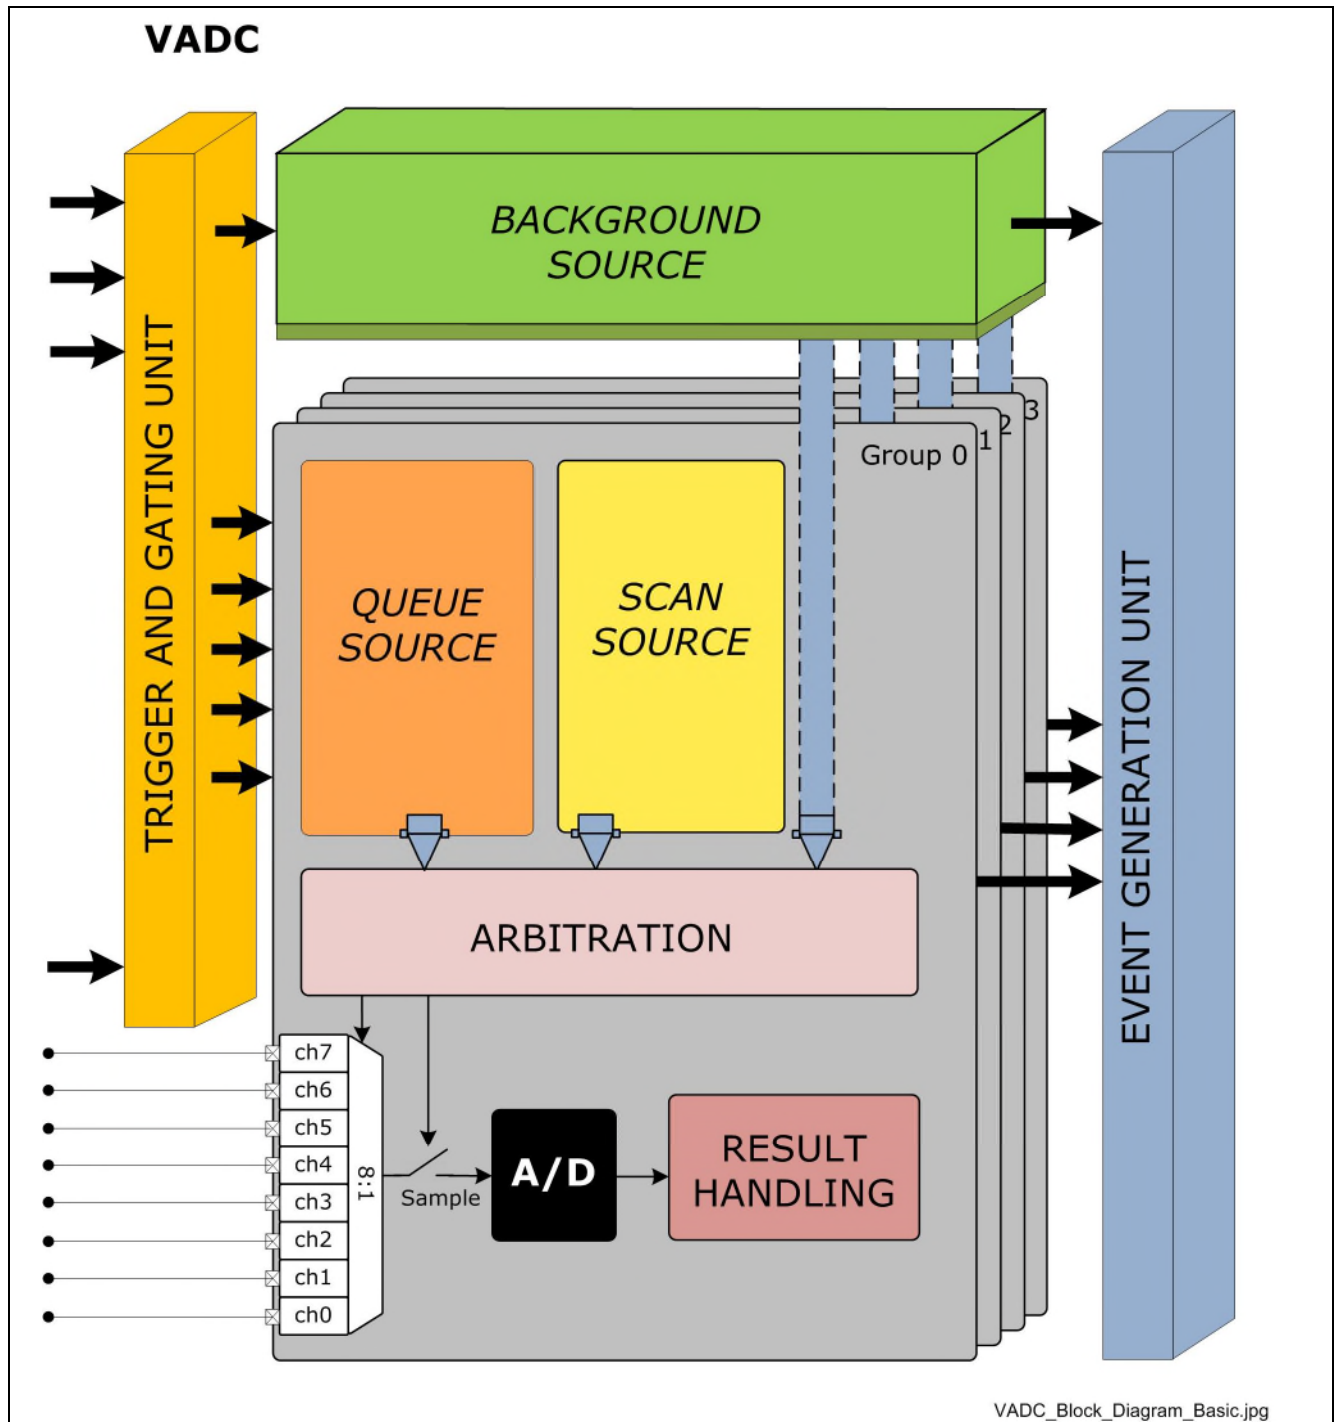 VADC
BACKGROUND
SOURCE
TRIGGER AND GATING UNIT
3
2
1
Group 0
QUEUE
SOURCE
SCAN
SOURCE
EVENT GENERATION UNIT
ARBITRATION
ch7
ch6
ch5
ch4
ch3
ch2
ch1
ch0
8:1
Sample
A/D
RESULT
HANDLING
VADC_Block_Diagram_Basic.jpg